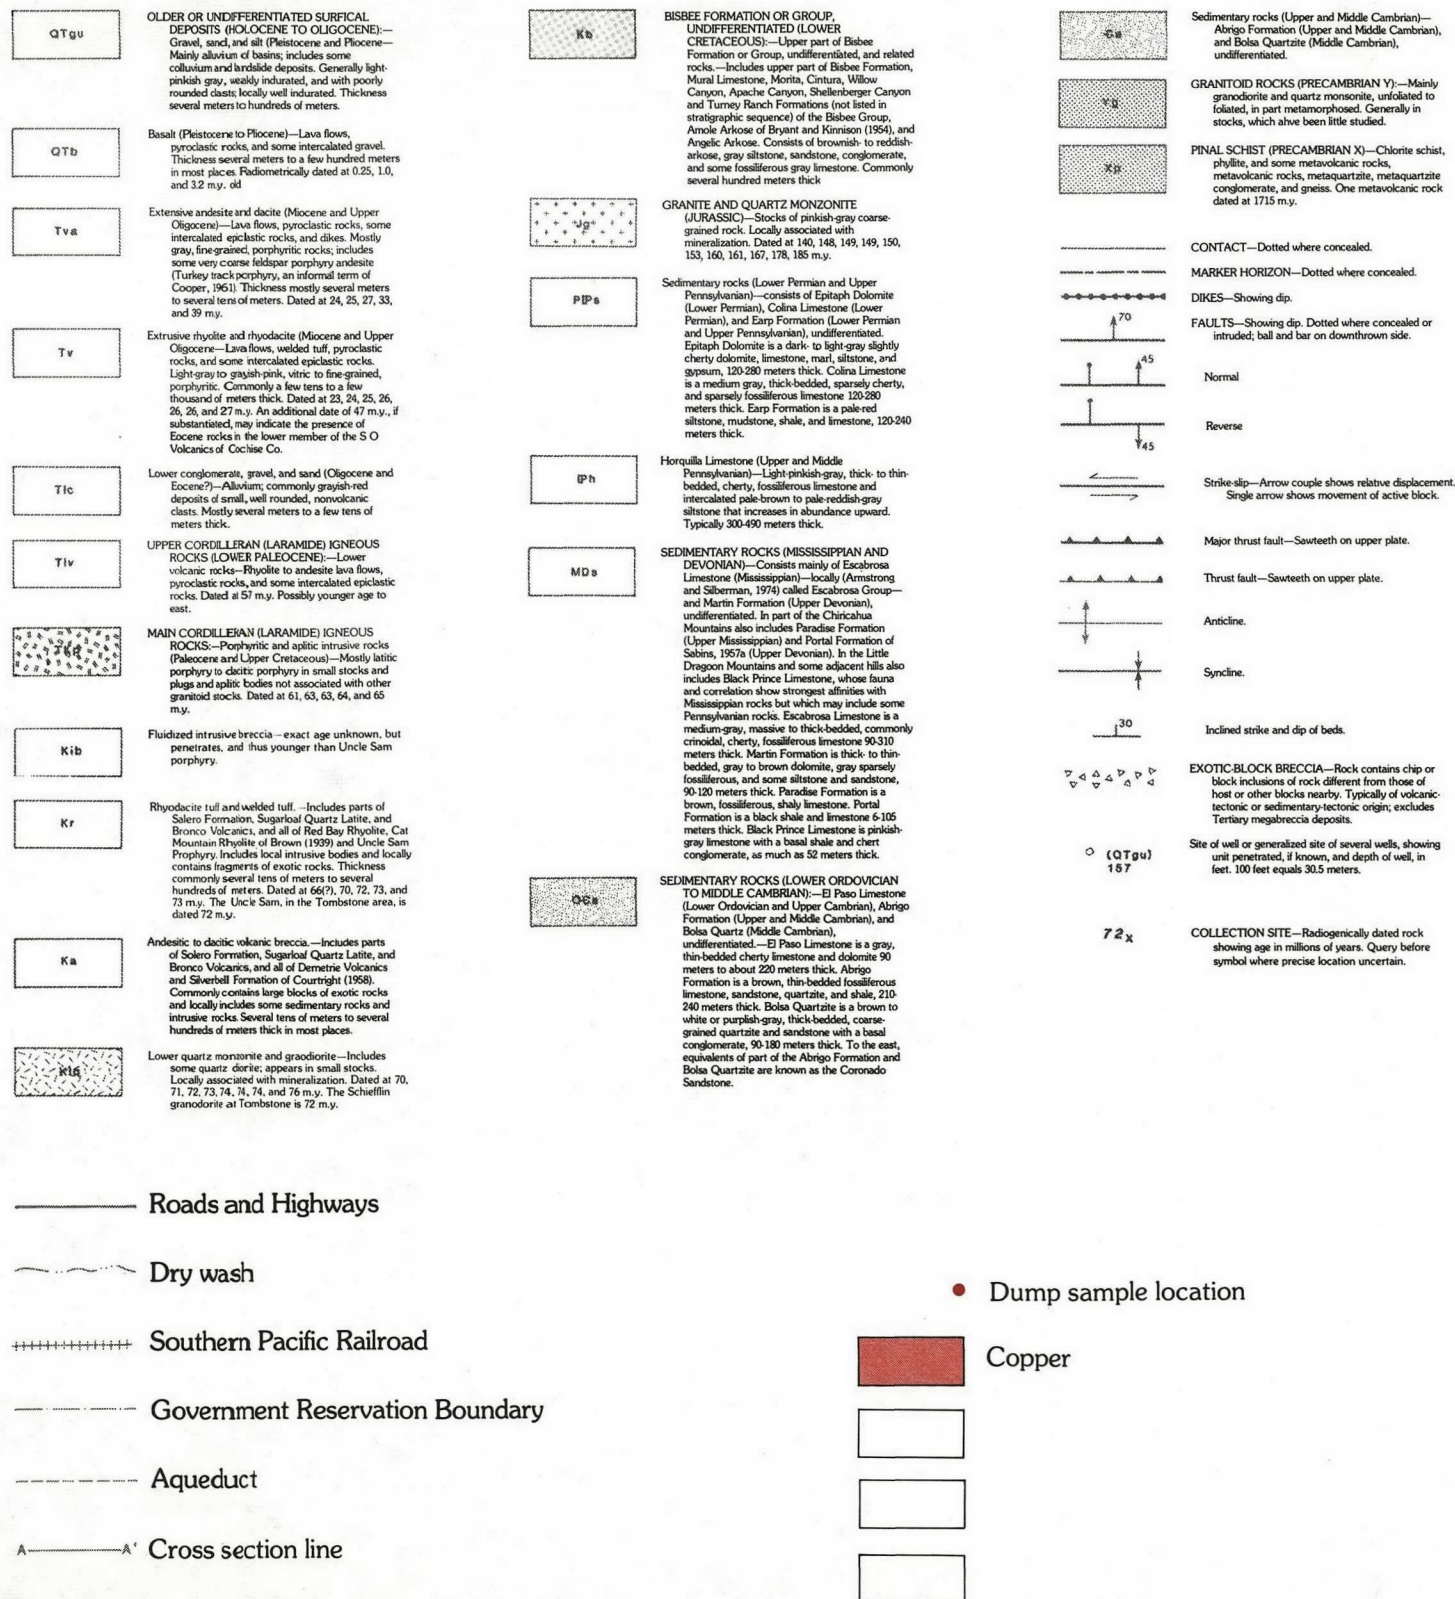 QTgu
OLDER OR UNDIFFERENTIATED SURFICAL
DEPOSITS (HOLOCENE TO OLIGOCENE):—
Gravel, sand, and silt (Pleistocene and Pliocene—
Mainly alluvium of basins; includes some
colluvium and landslide deposits. Generally light-
pinkish gray, weakly indurated, and with poorly
rounded clasts; locally well indurated. Thickness
several meters to hundreds of meters.
QTb
Basalt (Pleistocene to Pliocene)—Lava flows,
pyroclastic rocks, and some intercalated gravel.
Thickness several meters to a few hundred meters
in most places. Radiometrically dated at 0.25, 1.0,
and 3.2 m.y. old
Tva
Extensive andesite and dacite (Miocene and Upper
Oligocene)—Lava flows, pyroclastic rocks, some
intercalated epiclastic rocks, and dikes. Mostly
gray, fine-grained, porphyritic rocks; includes
some very coarse feldspar porphyry andesite
(Turkey track porphyry, an informal term of
Cooper, 1961). Thickness mostly several meters
to several tens of meters. Dated at 24, 25, 27, 33,
and 39 m.y.
Tv
Extrusive rhyolite and rhyodacite (Miocene and Upper
Oligocene—Lava flows, welded tuff, pyroclastic
rocks, and some intercalated epiclastic rocks.
Light-gray to grayish-pink, vitric to fine-grained,
porphyritic. Commonly a few tens to a few
thousand of meters thick. Dated at 23, 24, 25, 26,
26, 26, and 27 m.y. An additional date of 47 m.y., if
substantiated, may indicate the presence of
Eocene rocks in the lower member of the S O
Volcanics of Cochise Co.
Tlc
Lower conglomerate, gravel, and sand (Oligocene and
Eocene?)—Alluvium; commonly grayish-red
deposits of small, well rounded, nonvolcanic
clasts. Mostly several meters to a few tens of
meters thick.
Tlv
UPPER CORDILLERAN (LARAMIDE) IGNEOUS
ROCKS (LOWER PALEOCENE):—Lower
volcanic rocks—Rhyolite to andesite lava flows,
pyroclastic rocks, and some intercalated epiclastic
rocks. Dated at 57 m.y. Possibly younger age to
east.
MAIN CORDILLERAN (LARAMIDE) IGNEOUS
ROCKS:—Porphyritic and aplitic intrusive rocks
(Paleocene and Upper Cretaceous)—Mostly latitic
porphyry to dacitic porphyry in small stocks and
plugs and aplitic bodies not associated with other
granitoid stocks. Dated at 61, 63, 63, 64, and 65
m.y.
Kib
Fluidized intrusive breccia—exact age unknown, but
penetrates, and thus younger than Uncle Sam
porphyry.
Kr
Rhyodacite tuff and welded tuff.—Includes parts of
Salero Formation, Sugarloaf Quartz Latite, and
Bronco Volcanics, and all of Red Bay Rhyolite, Cat
Mountain Rhyolite of Brown (1939) and Uncle Sam
Prophyry. Includes local intrusive bodies and locally
contains fragments of exotic rocks. Thickness
commonly several tens of meters to several
hundreds of meters. Dated at 66(?), 70, 72, 73, and
73 m.y. The Uncle Sam, in the Tombstone area, is
dated 72 m.y.
Ka
Andesitic to dacitic volcanic breccia.—Includes parts
of Solero Formation, Sugarloaf Quartz Latite, and
Bronco Volcanics, and all of Demetrie Volcanics
and Silverbell Formation of Courtright (1958).
Commonly contains large blocks of exotic rocks
and locally includes some sedimentary rocks and
intrusive rocks. Several tens of meters to several
hundreds of meters thick in most places.
Klg
Lower quartz monzonite and graodiorite—Includes
some quartz diorite; appears in small stocks.
Locally associated with mineralization. Dated at 70,
71, 72, 73, 74, 74, 74, and 76 m.y. The Schiefflin
granodorite at Tombstone is 72 m.y.
Kb
BISBEE FORMATION OR GROUP,
UNDIFFERENTIATED (LOWER
CRETACEOUS):—Upper part of Bisbee
Formation or Group, undifferentiated, and related
rocks.—Includes upper part of Bisbee Formation,
Mural Limestone, Morita, Cintura, Willow
Canyon, Apache Canyon, Shellenberger Canyon
and Turney Ranch Formations (not listed in
stratigraphic sequence) of the Bisbee Group,
Amole Arkose of Bryant and Kinnison (1954), and
Angelic Arkose. Consists of brownish- to reddish-
arkose, gray siltstone, sandstone, conglomerate,
and some fossiliferous gray limestone. Commonly
several hundred meters thick
Jg
GRANITE AND QUARTZ MONZONITE
(JURASSIC)—Stocks of pinkish-gray coarse-
grained rock. Locally associated with
mineralization. Dated at 140, 148, 149, 149, 150,
153, 160, 161, 167, 178, 185 m.y.
PIPs
Sedimentary rocks (Lower Permian and Upper
Pennsylvanian)—consists of Epitaph Dolomite
(Lower Permian), Colina Limestone (Lower
Permian), and Earp Formation (Lower Permian
and Upper Pennsylvanian), undifferentiated.
Epitaph Dolomite is a dark- to light-gray slightly
cherty dolomite, limestone, marl, siltstone, and
gypsum, 120-280 meters thick. Colina Limestone
is a medium gray, thick-bedded, sparsely cherty,
and sparsely fossiliferous limestone 120-280
meters thick. Earp Formation is a pale-red
siltstone, mudstone, shale, and limestone, 120-240
meters thick.
IPh
Horquilla Limestone (Upper and Middle
Pennsylvanian)—Light-pinkish-gray, thick- to thin-
bedded, cherty, fossiliferous limestone and
intercalated pale-brown to pale-reddish-gray
siltstone that increases in abundance upward.
Typically 300-490 meters thick.
MDs
SEDIMENTARY ROCKS (MISSISSIPPIAN AND
DEVONIAN)—Consists mainly of Escabrosa
Limestone (Mississippian)—locally (Armstrong
and Silberman, 1974) called Escabrosa Group—
and Martin Formation (Upper Devonian),
undifferentiated. In part of the Chiricahua
Mountains also includes Paradise Formation
(Upper Mississippian) and Portal Formation of
Sabins, 1957a (Upper Devonian). In the Little
Dragoon Mountains and some adjacent hills also
includes Black Prince Limestone, whose fauna
and correlation show strongest affinities with
Mississippian rocks but which may include some
Pennsylvanian rocks. Escabrosa Limestone is a
medium-gray, massive to thick-bedded, commonly
crinoidal, cherty, fossiliferous limestone 90-310
meters thick. Martin Formation is thick- to thin-
bedded, gray to brown dolomite, gray sparsely
fossiliferous, and some siltstone and sandstone,
90-120 meters thick. Paradise Formation is a
brown, fossiliferous, shaly limestone. Portal
Formation is a black shale and limestone 6-105
meters thick. Black Prince Limestone is pinkish-
gray limestone with a basal shale and chert
conglomerate, as much as 52 meters thick.
OCs
SEDIMENTARY ROCKS (LOWER ORDOVICIAN
TO MIDDLE CAMBRIAN):—El Paso Limestone
(Lower Ordovician and Upper Cambrian), Abrigo
Formation (Upper and Middle Cambrian), and
Bolsa Quartz (Middle Cambrian),
undifferentiated.—El Paso Limestone is a gray,
thin-bedded cherty limestone and dolomite 90
meters to about 220 meters thick. Abrigo
Formation is a brown, thin-bedded fossiliferous
limestone, sandstone, quartzite, and shale, 210-
240 meters thick. Bolsa Quartzite is a brown to
white or purplish-gray, thick-bedded, coarse-
grained quartzite and sandstone with a basal
conglomerate, 90-180 meters thick. To the east,
equivalents of part of the Abrigo Formation and
Bolsa Quartzite are known as the Coronado
Sandstone.
Cs
Sedimentary rocks (Upper and Middle Cambrian)—
Abrigo Formation (Upper and Middle Cambrian),
and Bolsa Quartzite (Middle Cambrian),
undifferentiated.
Yg
GRANITOID ROCKS (PRECAMBRIAN Y):—Mainly
granodiorite and quartz monsonite, unfoliated to
foliated, in part metamorphosed. Generally in
stocks, which ahve been little studied.
Xp
PINAL SCHIST (PRECAMBRIAN X)—Chlorite schist,
phyllite, and some metavolcanic rocks,
metavolcanic rocks, metaquartzite, metaquartzite
conglomerate, and gneiss. One metavolcanic rock
dated at 1715 m.y.
CONTACT—Dotted where concealed.
MARKER HORIZON—Dotted where concealed.
DIKES—Showing dip.
70
FAULTS—Showing dip. Dotted where concealed or
intruded; ball and bar on downthrown side.
45
Normal
Reverse
45
Strike-slip—Arrow couple shows relative displacement.
Single arrow shows movement of active block.
Major thrust fault—Sawteeth on upper plate.
Thrust fault—Sawteeth on upper plate.
Anticline.
Syncline.
30
Inclined strike and dip of beds.
EXOTIC-BLOCK BRECCIA—Rock contains chip or
block inclusions of rock different from those of
host or other blocks nearby. Typically of volcanic-
tectonic or sedimentary-tectonic origin; excludes
Tertiary megabreccia deposits.
(QTgu)
157
Site of well or generalized site of several wells, showing
unit penetrated, if known, and depth of well, in
feet. 100 feet equals 30.5 meters.
72x
COLLECTION SITE—Radiogenically dated rock
showing age in millions of years. Query before
symbol where precise location uncertain.
Roads and Highways
Dry wash
Southern Pacific Railroad
Government Reservation Boundary
Aqueduct
A A' Cross section line
Dump sample location
Copper